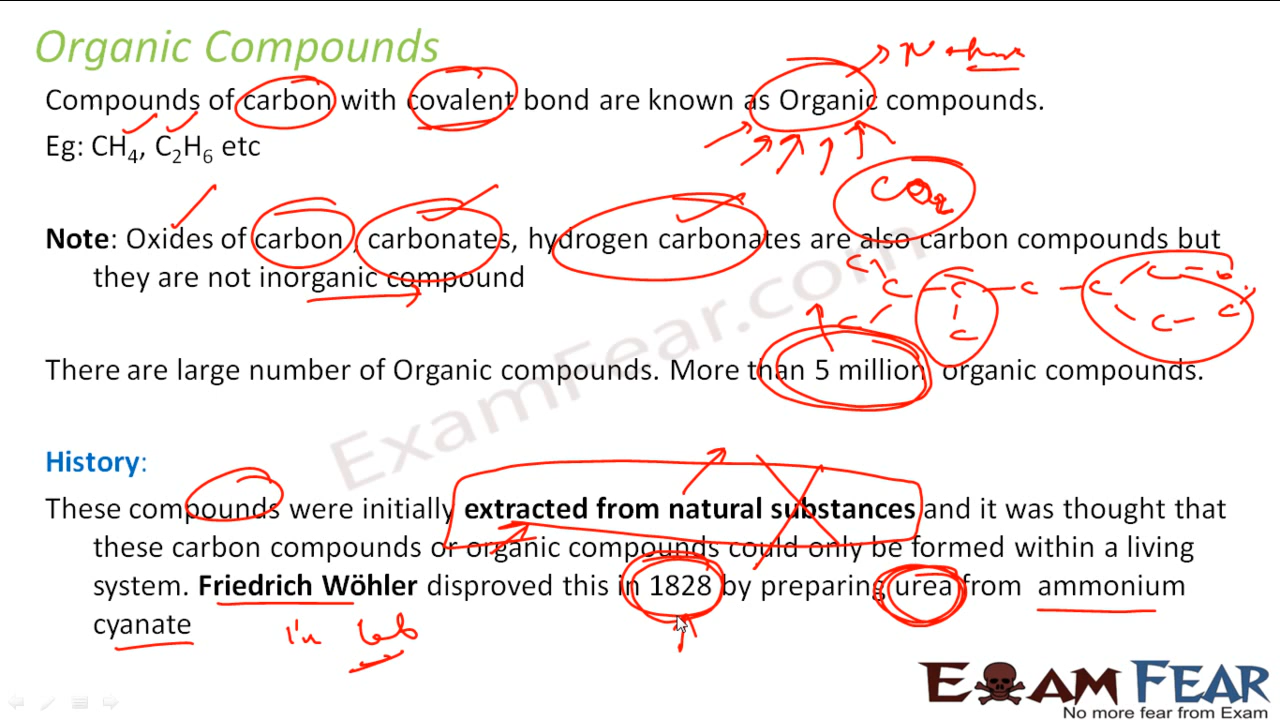 Organic Compounds
Nature
Compounds of carbon with covalent bond are known as Organic compounds.
Eg: CH₄, C₂H₆ etc
CO₂
Note: Oxides of carbon, carbonates, hydrogen carbonates are also carbon compounds but
they are not inorganic compound
C
C – C – C – C C = C
C C C – C
There are large number of Organic compounds. More than 5 million organic compounds.
ExamFear.com
History:
These compounds were initially extracted from natural substances and it was thought that
these carbon compounds or organic compounds could only be formed within a living
system. Friedrich Wöhler disproved this in 1828 by preparing urea from ammonium
cyanate
in lab
EXAM FEAR
No more fear from Exam